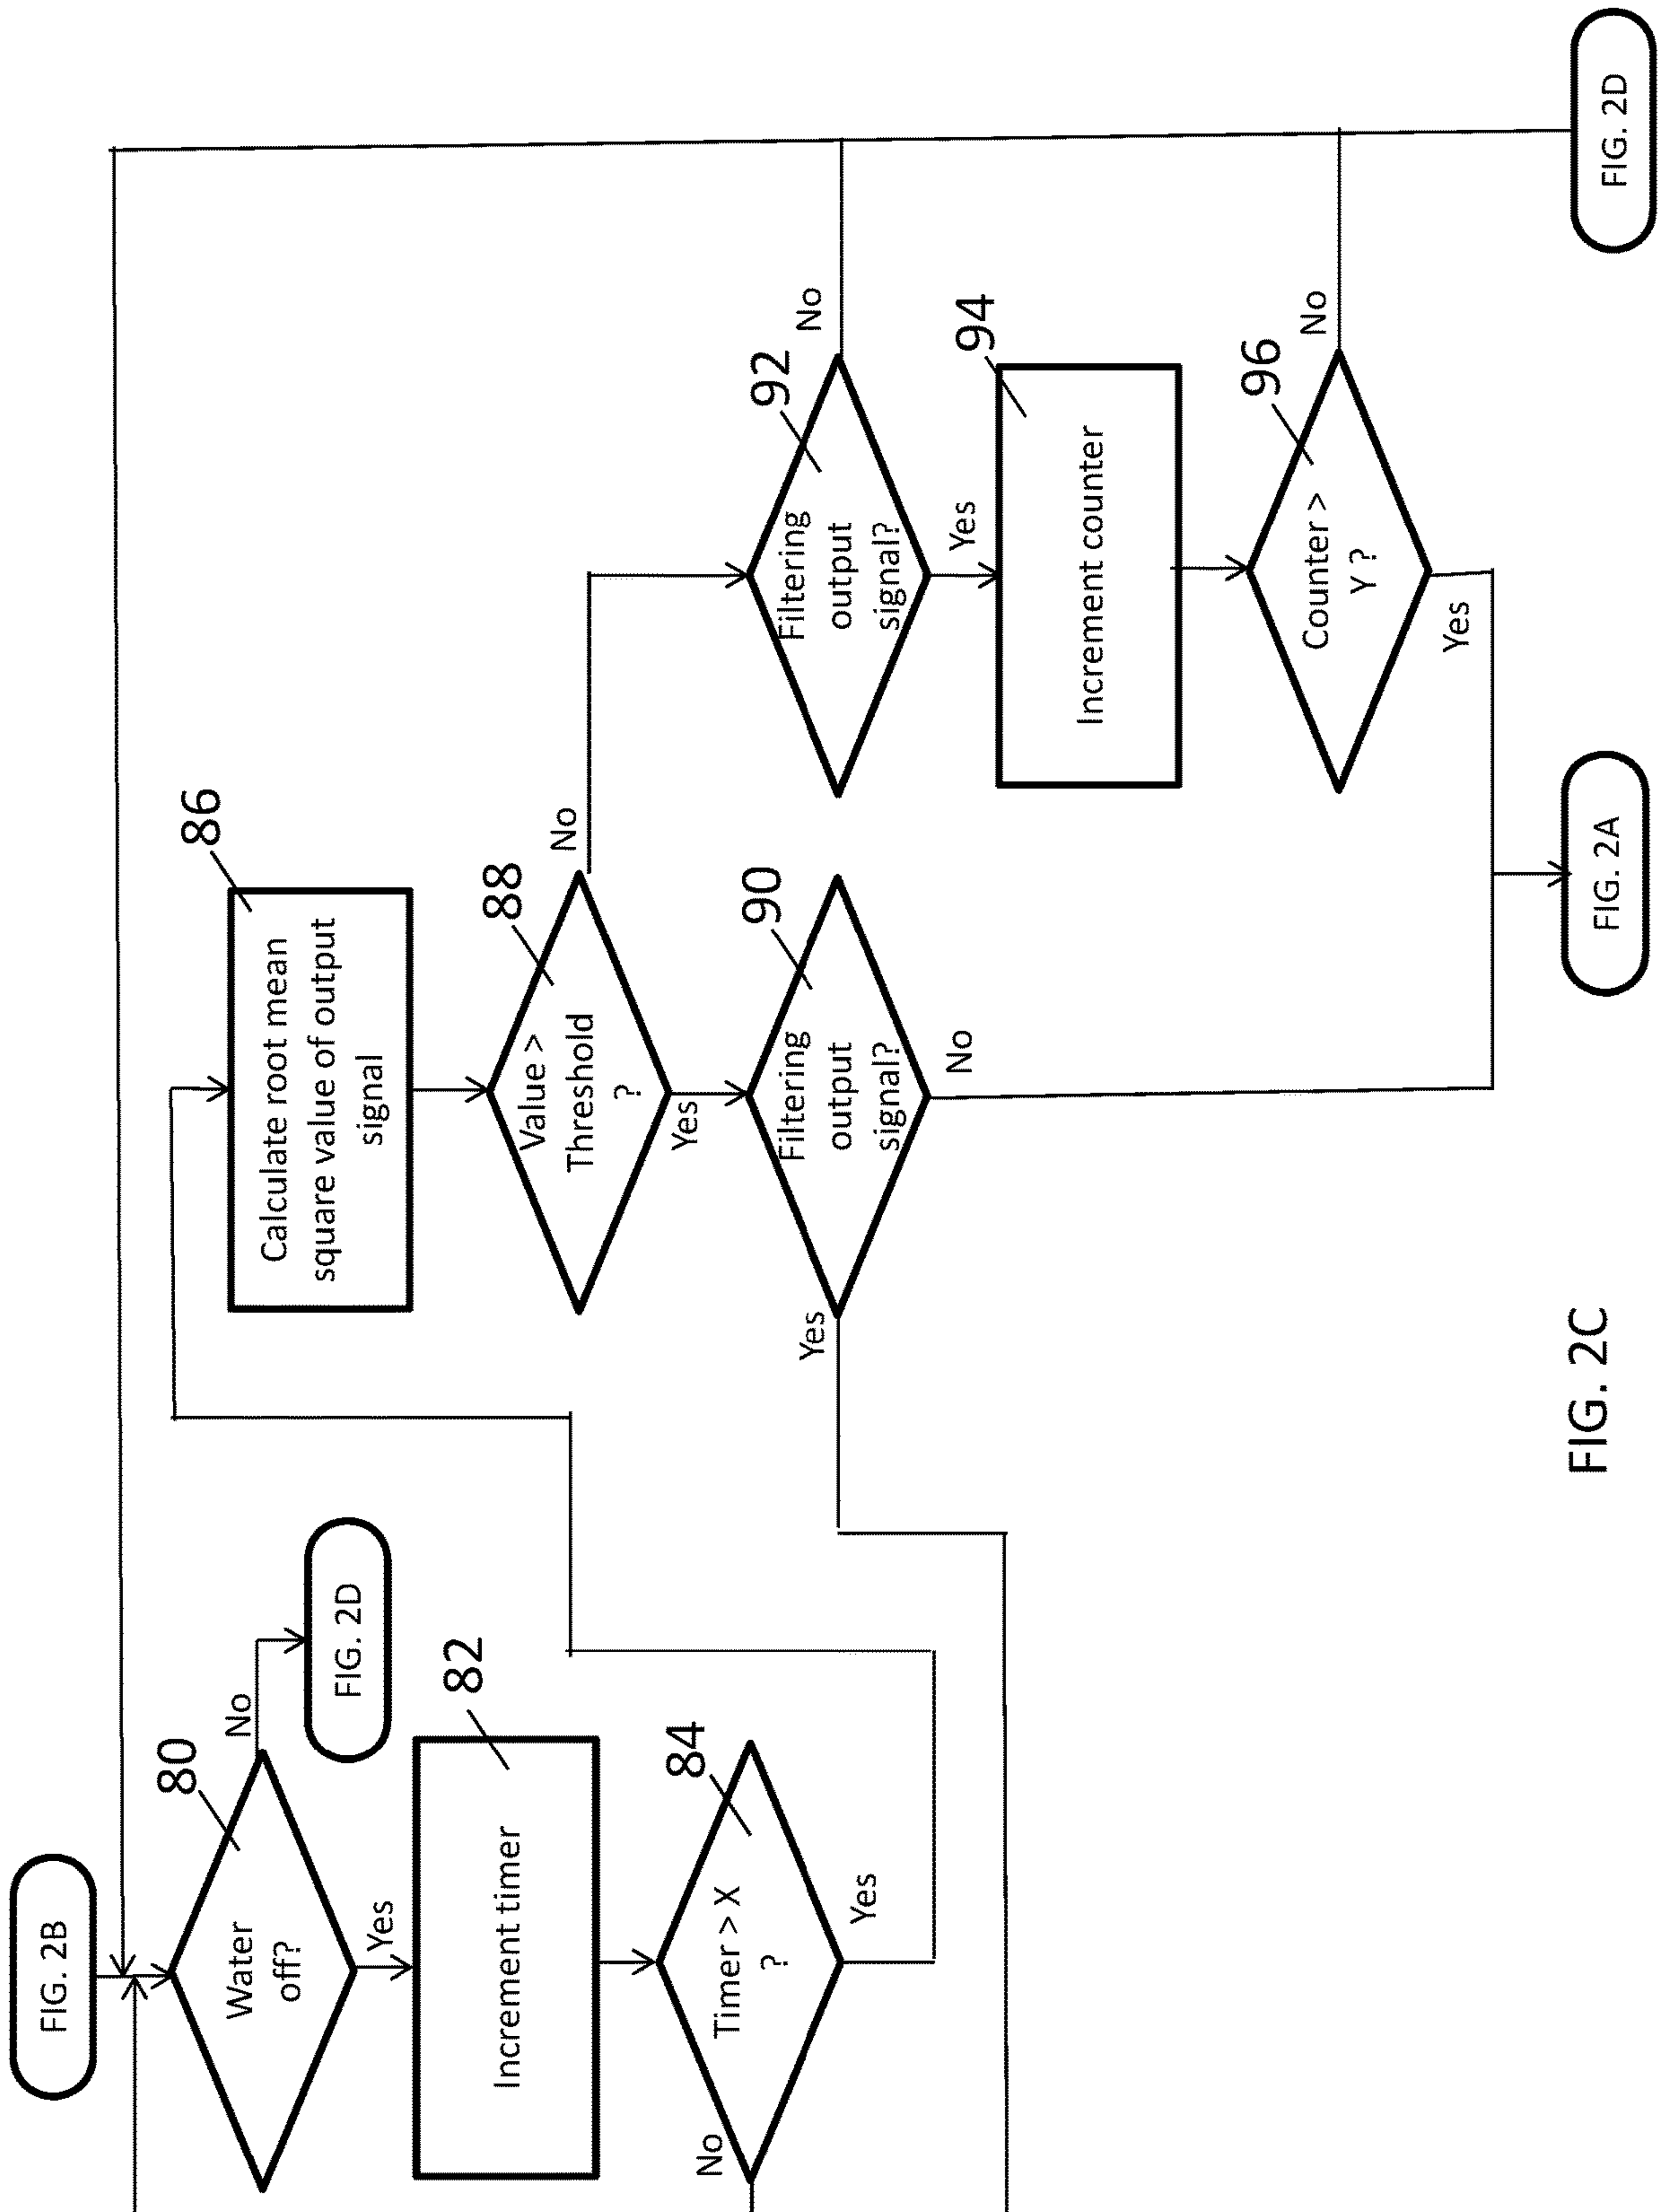 FIG. 2B
80
Water
off?
No
FIG. 2D
Yes
82
Increment timer
84
Timer > X
?
No
Yes
86
Calculate root mean
square value of output
signal
88
Value >
Threshold
?
No
Yes
90
Filtering
output
signal?
Yes
No
92
Filtering
output
signal?
No
Yes
94
Increment counter
96
Counter >
Y ?
No
Yes
FIG. 2A
FIG. 2D
FIG. 2C